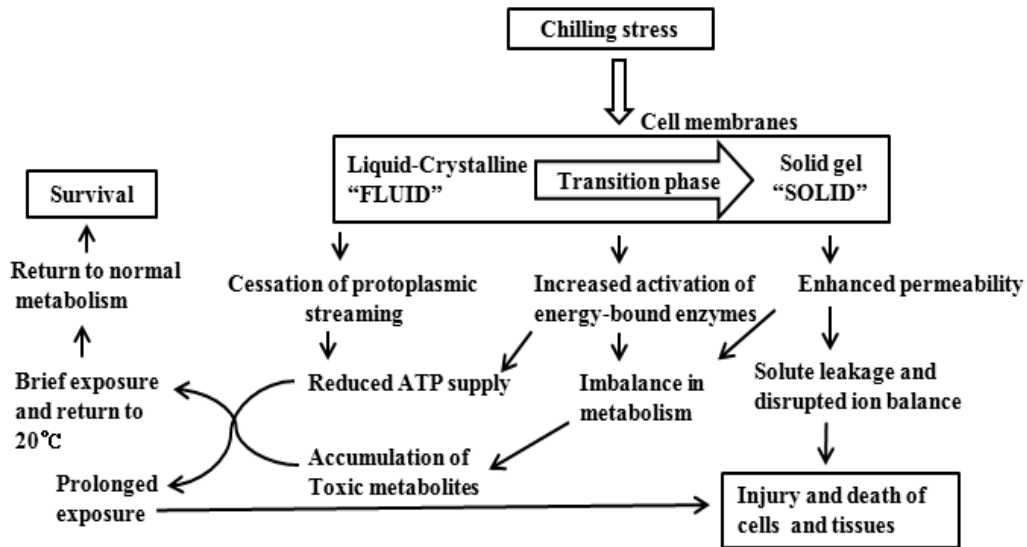 Chilling stress
Cell membranes
Liquid-Crystalline
“FLUID”
Transition phase
Solid gel
“SOLID”
Survival
Return to normal
metabolism
Cessation of protoplasmic
streaming
Increased activation of
energy-bound enzymes
Enhanced permeability
Brief exposure
and return to
20℃
Reduced ATP supply
Imbalance in
metabolism
Solute leakage and
disrupted ion balance
Accumulation of
Toxic metabolites
Prolonged
exposure
Injury and death of
cells and tissues